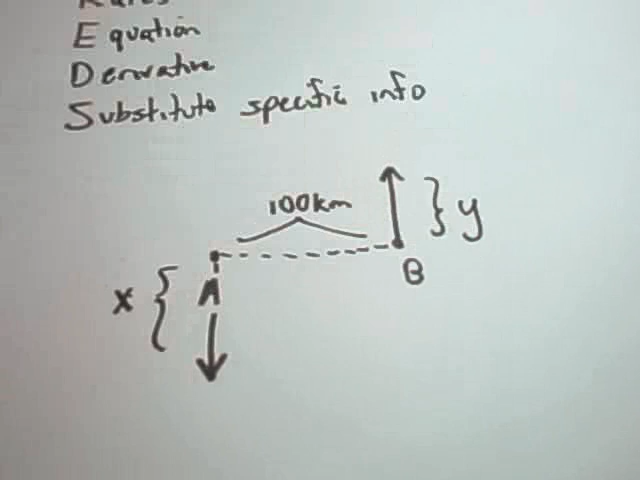 Equation
Derivative
Substitute specific info
100km
} y
B
x {
A